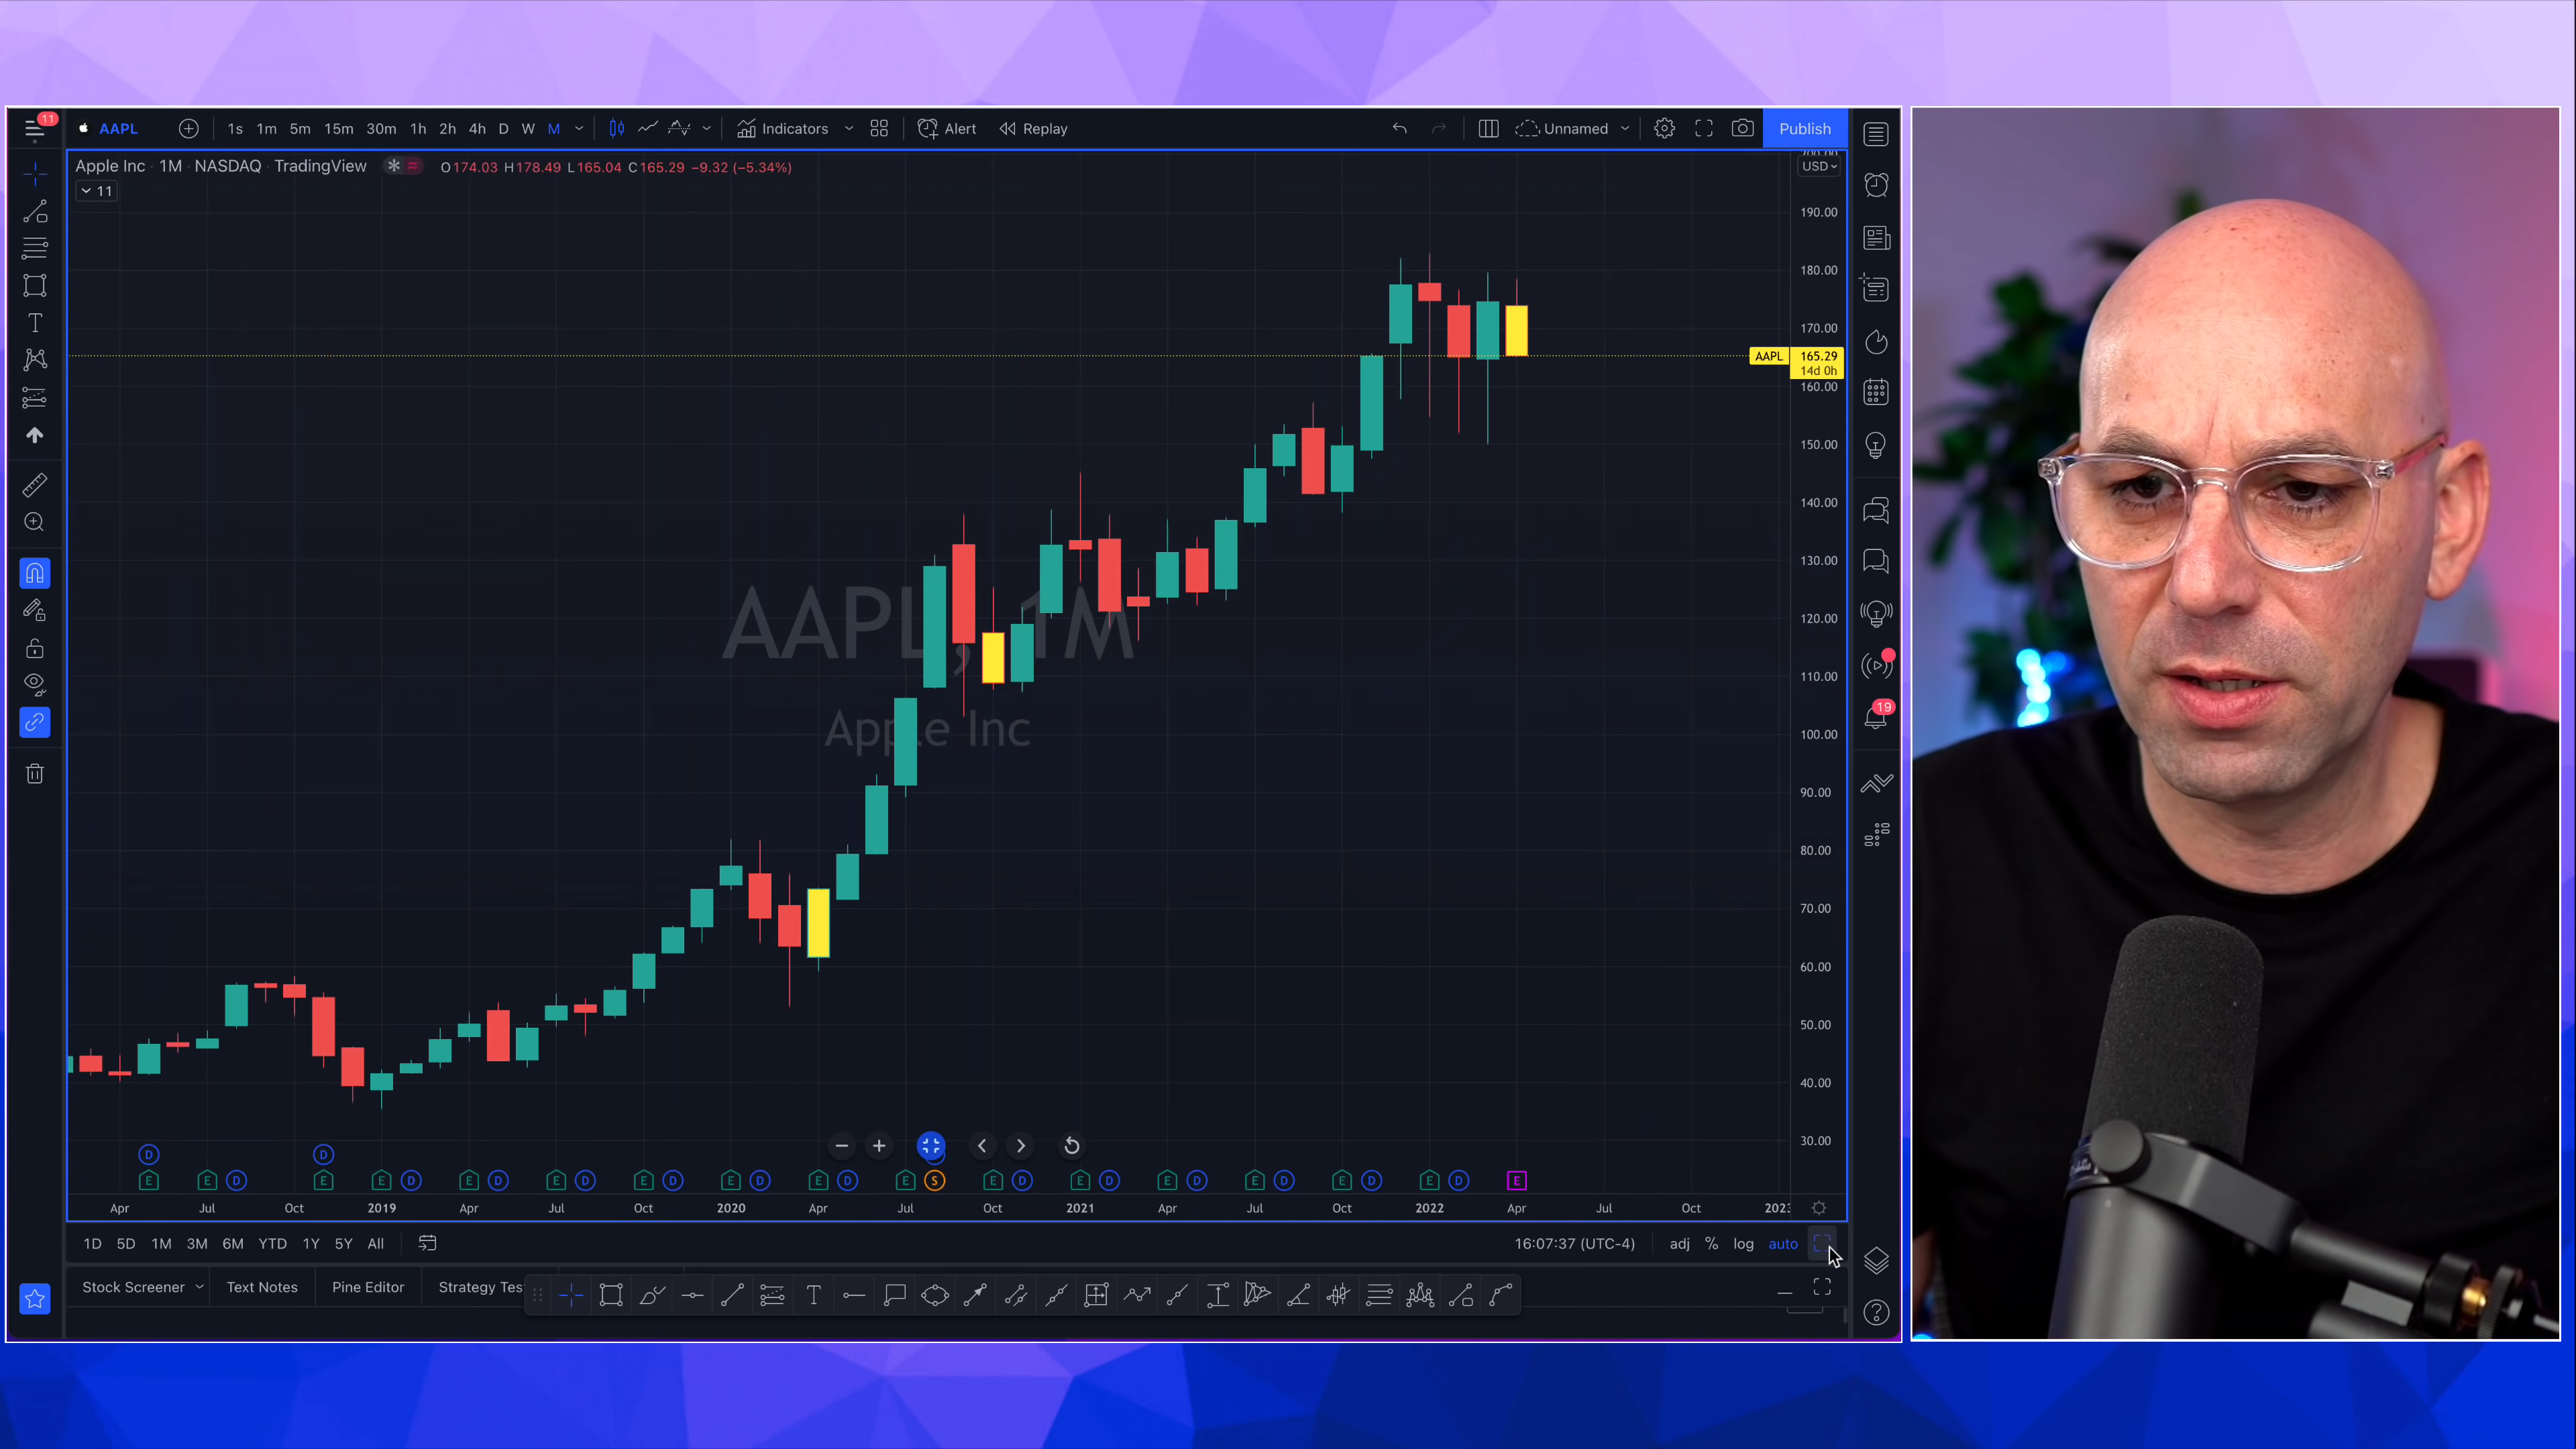 11
AAPL 1s 1m 5m 15m 30m 1h 2h 4h D W M Indicators Alert Replay Unnamed Publish
Apple Inc · 1M · NASDAQ · TradingView O174.03 H178.49 L165.04 C165.29 −9.32 (−5.34%)
11
200.00
USD
190.00
180.00
170.00
AAPL 165.29
14d 0h
160.00
150.00
140.00
130.00
120.00
110.00
100.00
90.00
80.00
70.00
60.00
50.00
40.00
30.00
AAPL, 1M
Apple Inc
19
D D
E E D E E D E D E D E D E D E D E S E D E D E D E D E D E D E
Apr Jul Oct 2019 Apr Jul Oct 2020 Apr Jul Oct 2021 Apr Jul Oct 2022 Apr Jul Oct 2023
1D 5D 1M 3M 6M YTD 1Y 5Y All 16:07:37 (UTC-4) adj % log auto
Stock Screener Text Notes Pine Editor Strategy Tes